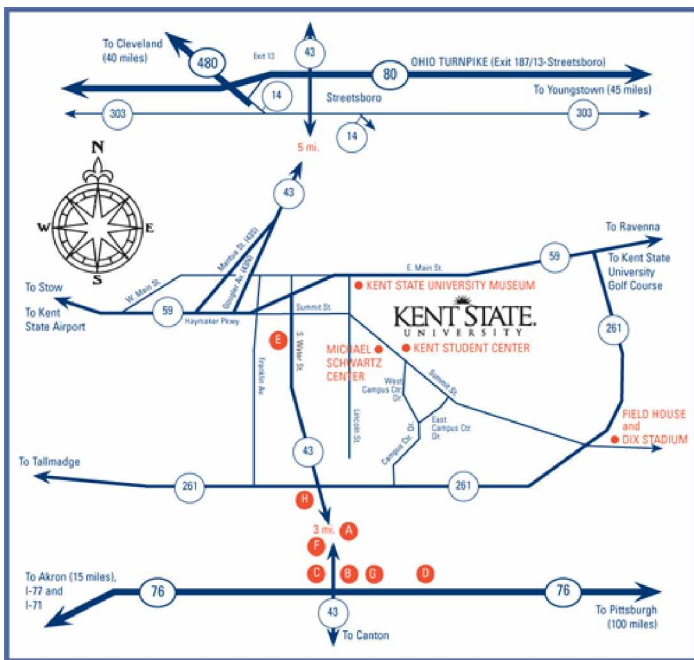 To Cleveland
(40 miles)
480
Exit 13
43
80
OHIO TURNPIKE (Exit 187/13-Streetsboro)
14
Streetsboro
To Youngstown (45 miles)
303
14
303
5 mi.
N
W
E
S
43
Mantua St. (43S)
Gougler Av. (43N)
To Ravenna
59
E. Main St.
To Kent State
University
Golf Course
W. Main St.
To Stow
To Kent
State Airport
59
Haymaker Pkwy.
Summit St.
KENT STATE UNIVERSITY MUSEUM
KENT STATE
UNIVERSITY
261
E
S. Water St.
MICHAEL
SCHWARTZ
CENTER
KENT STUDENT CENTER
Franklin Av.
Lincoln St.
West
Campus Ctr.
Dr.
Summit St.
East
Campus Ctr.
Dr.
Campus Ctr. Dr.
FIELD HOUSE
and
DIX STADIUM
43
To Tallmadge
261
261
H
3 mi.
A
F
C
B
G
D
To Akron (15 miles),
I-77 and
I-71
76
43
76
To Pittsburgh
(100 miles)
To Canton